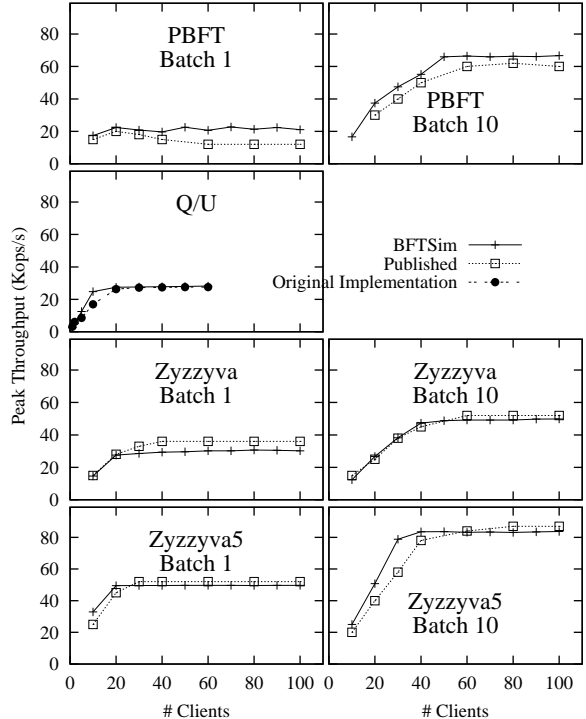 80
60
40
20
0
PBFT
Batch 1
PBFT
Batch 10
80
60
40
20
0
Q/U
BFTSim
Published
Original Implementation
Peak Throughput (Kops/s)
80
60
40
20
0
Zyzzyva
Batch 1
Zyzzyva
Batch 10
80
60
40
20
0
Zyzzyva5
Batch 1
Zyzzyva5
Batch 10
0 20 40 60 80 100
20 40 60 80 100
# Clients
# Clients